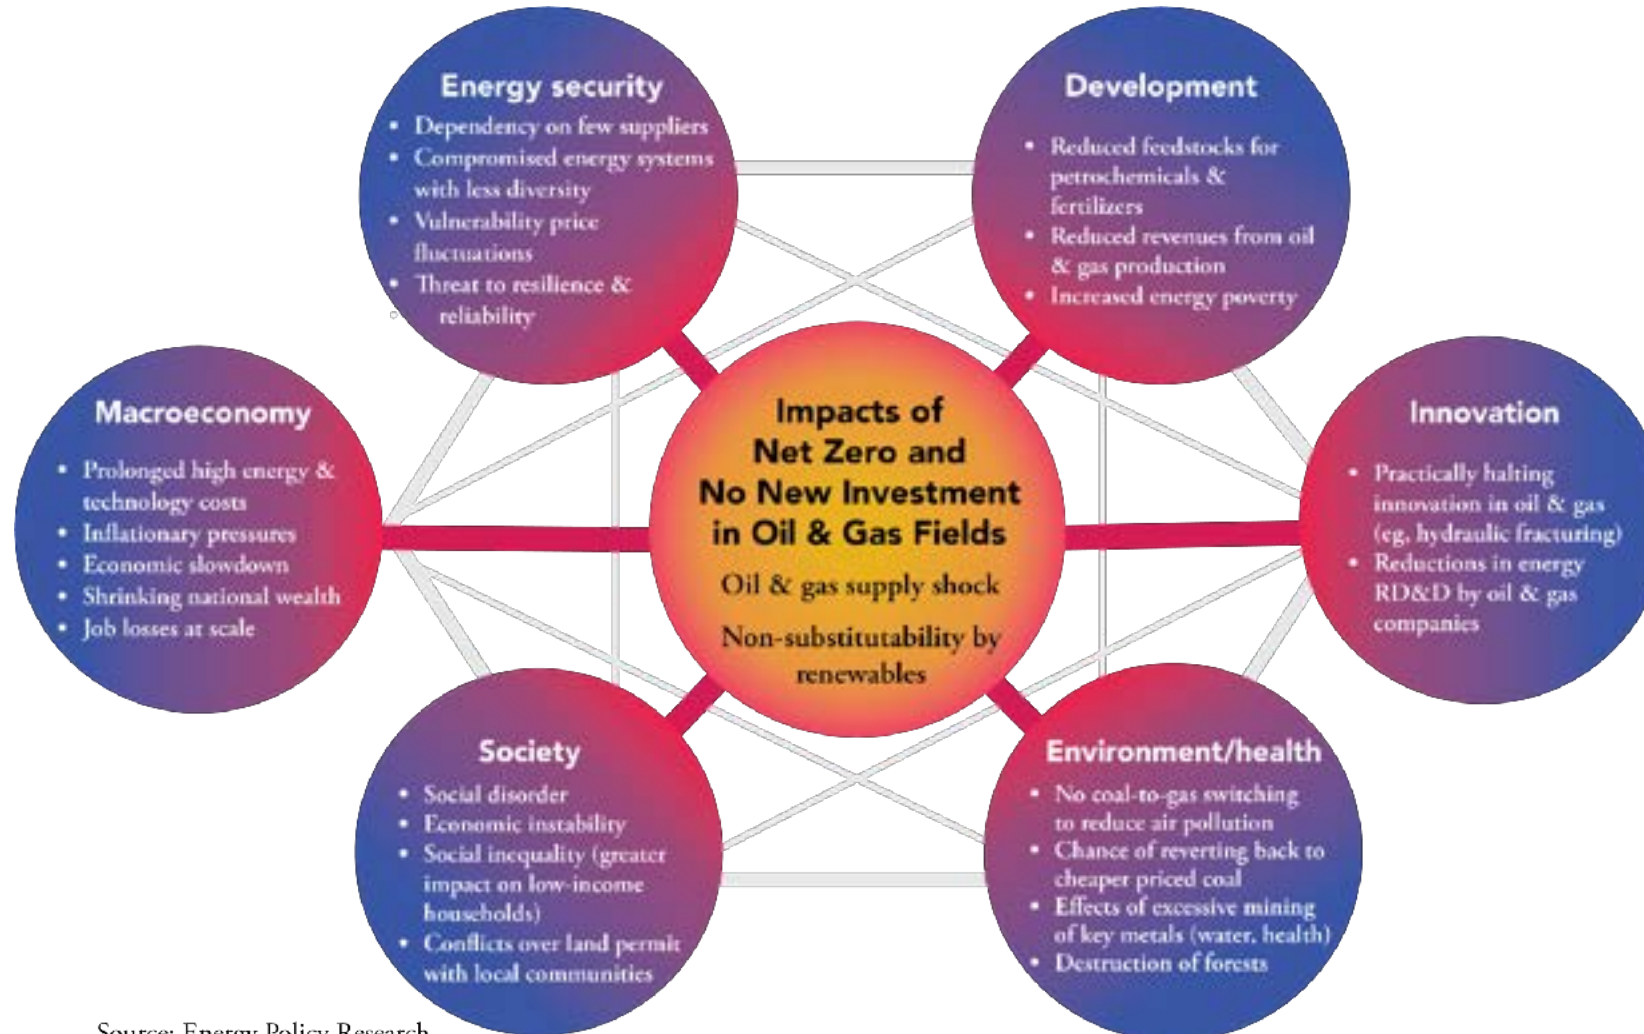 Energy security
• Dependency on few suppliers
• Compromised energy systems
with less diversity
• Vulnerability price
fluctuations
• Threat to resilience &
reliability
Development
• Reduced feedstocks for
petrochemicals &
fertilizers
• Reduced revenues from oil
& gas production
• Increased energy poverty
Macroeconomy
• Prolonged high energy &
technology costs
• Inflationary pressures
• Economic slowdown
• Shrinking national wealth
• Job losses at scale
Impacts of
Net Zero and
No New Investment
in Oil & Gas Fields
Oil & gas supply shock
Non-substitutability by
renewables
Innovation
• Practically halting
innovation in oil & gas
(eg, hydraulic fracturing)
• Reductions in energy
RD&D by oil & gas
companies
Society
• Social disorder
• Economic instability
• Social inequality (greater
impact on low-income
households)
• Conflicts over land permit
with local communities
Environment/health
• No coal-to-gas switching
to reduce air pollution
• Chance of reverting back to
cheaper priced coal
• Effects of excessive mining
of key metals (water, health)
• Destruction of forests
Source: Energy Policy Research